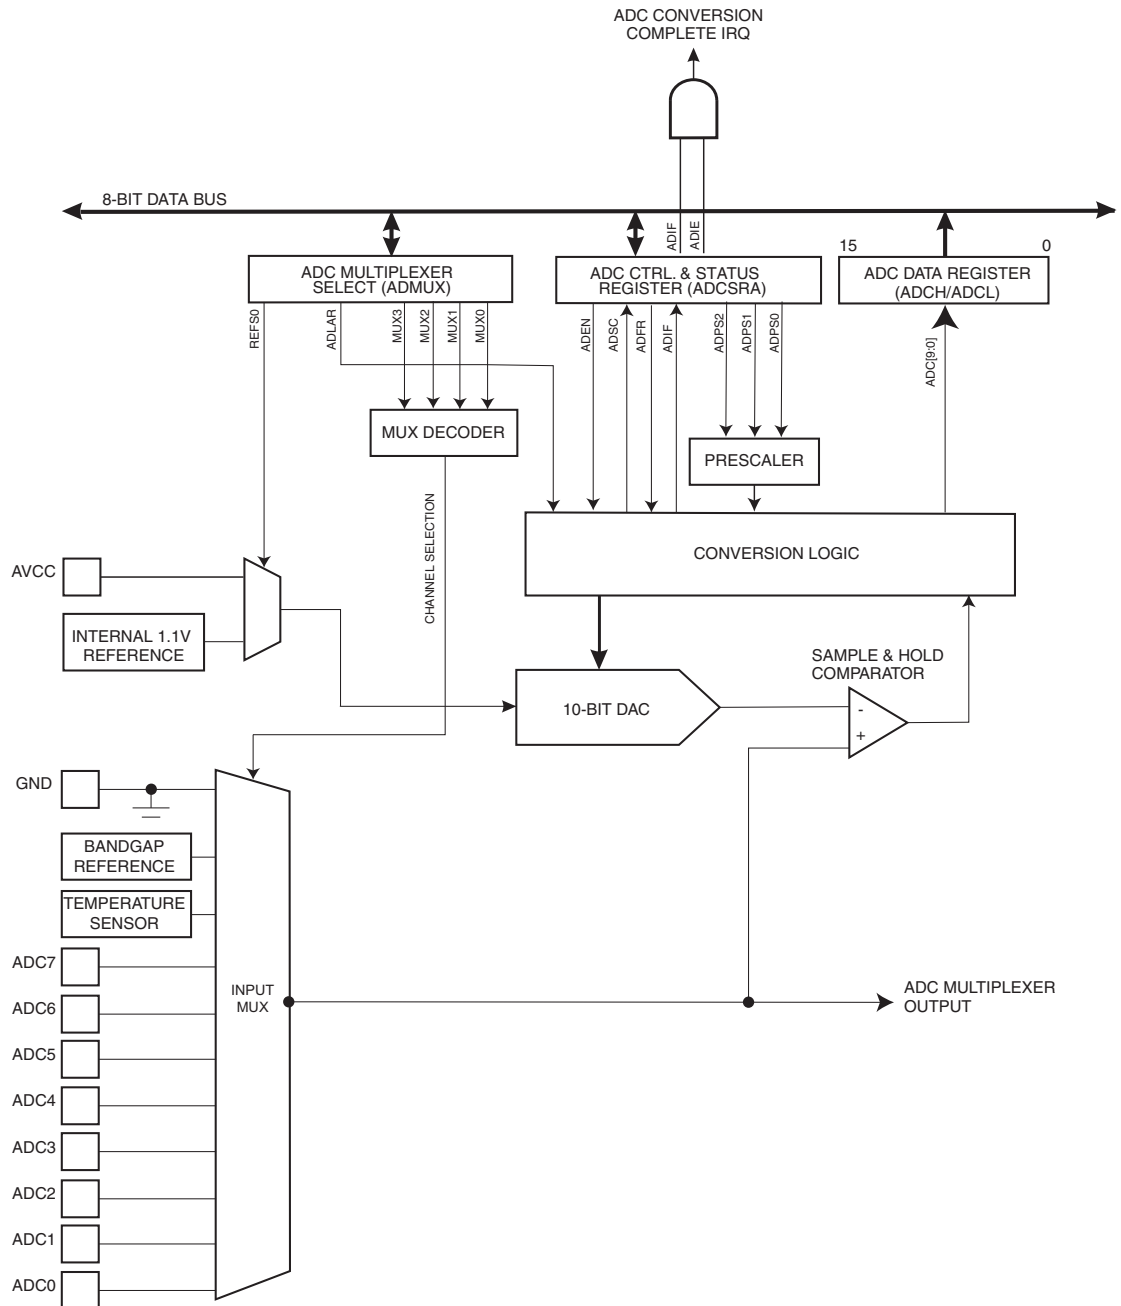 ADC CONVERSION
COMPLETE IRQ
8-BIT DATA BUS
ADIF
ADIE
15
0
ADC MULTIPLEXER
SELECT (ADMUX)
ADC CTRL. & STATUS
REGISTER (ADCSRA)
ADC DATA REGISTER
(ADCH/ADCL)
REFS0
ADLAR
MUX3
MUX2
MUX1
MUX0
ADEN
ADSC
ADFR
ADIF
ADPS2
ADPS1
ADPS0
ADC[9:0]
MUX DECODER
PRESCALER
CHANNEL SELECTION
CONVERSION LOGIC
AVCC
INTERNAL 1.1V
REFERENCE
SAMPLE & HOLD
COMPARATOR
10-BIT DAC
-
+
GND
BANDGAP
REFERENCE
TEMPERATURE
SENSOR
ADC7
ADC6
ADC5
ADC4
ADC3
ADC2
ADC1
ADC0
INPUT
MUX
ADC MULTIPLEXER
OUTPUT